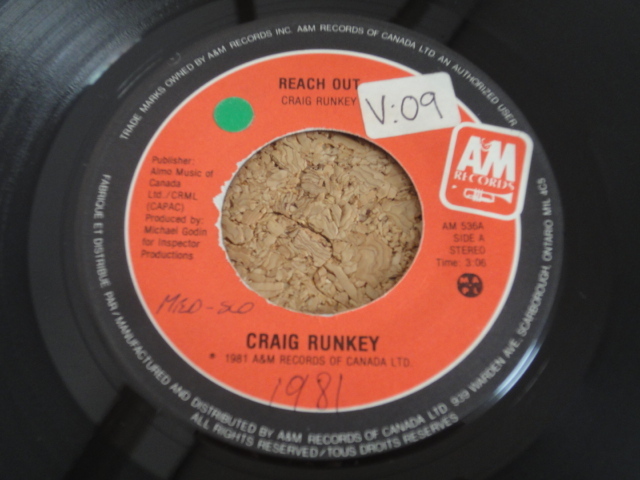 TRADE MARKS OWNED BY A&M RECORDS INC. A&M RECORDS OF CANADA LTD. AN AUTHORIZED USER
REACH OUT
CRAIG RUNKEY
V:09
A&M
RECORDS
Publisher:
Almo Music of
Canada
Ltd./CRML
(CAPAC)
Produced by:
Michael Godin
for Inspector
Productions
AM 536A
SIDE A
STEREO
Time: 3:06
MED-SLO
CRAIG RUNKEY
1981 A&M RECORDS OF CANADA LTD.
1981
FABRIQUÉ ET DISTRIBUÉ PAR/MANUFACTURED AND DISTRIBUTED BY A&M RECORDS OF CANADA LTD. 939 WARDEN AVE. SCARBOROUGH, ONTARIO M1L 4C5
ALL RIGHTS RESERVED/TOUS DROITS RESERVÉS